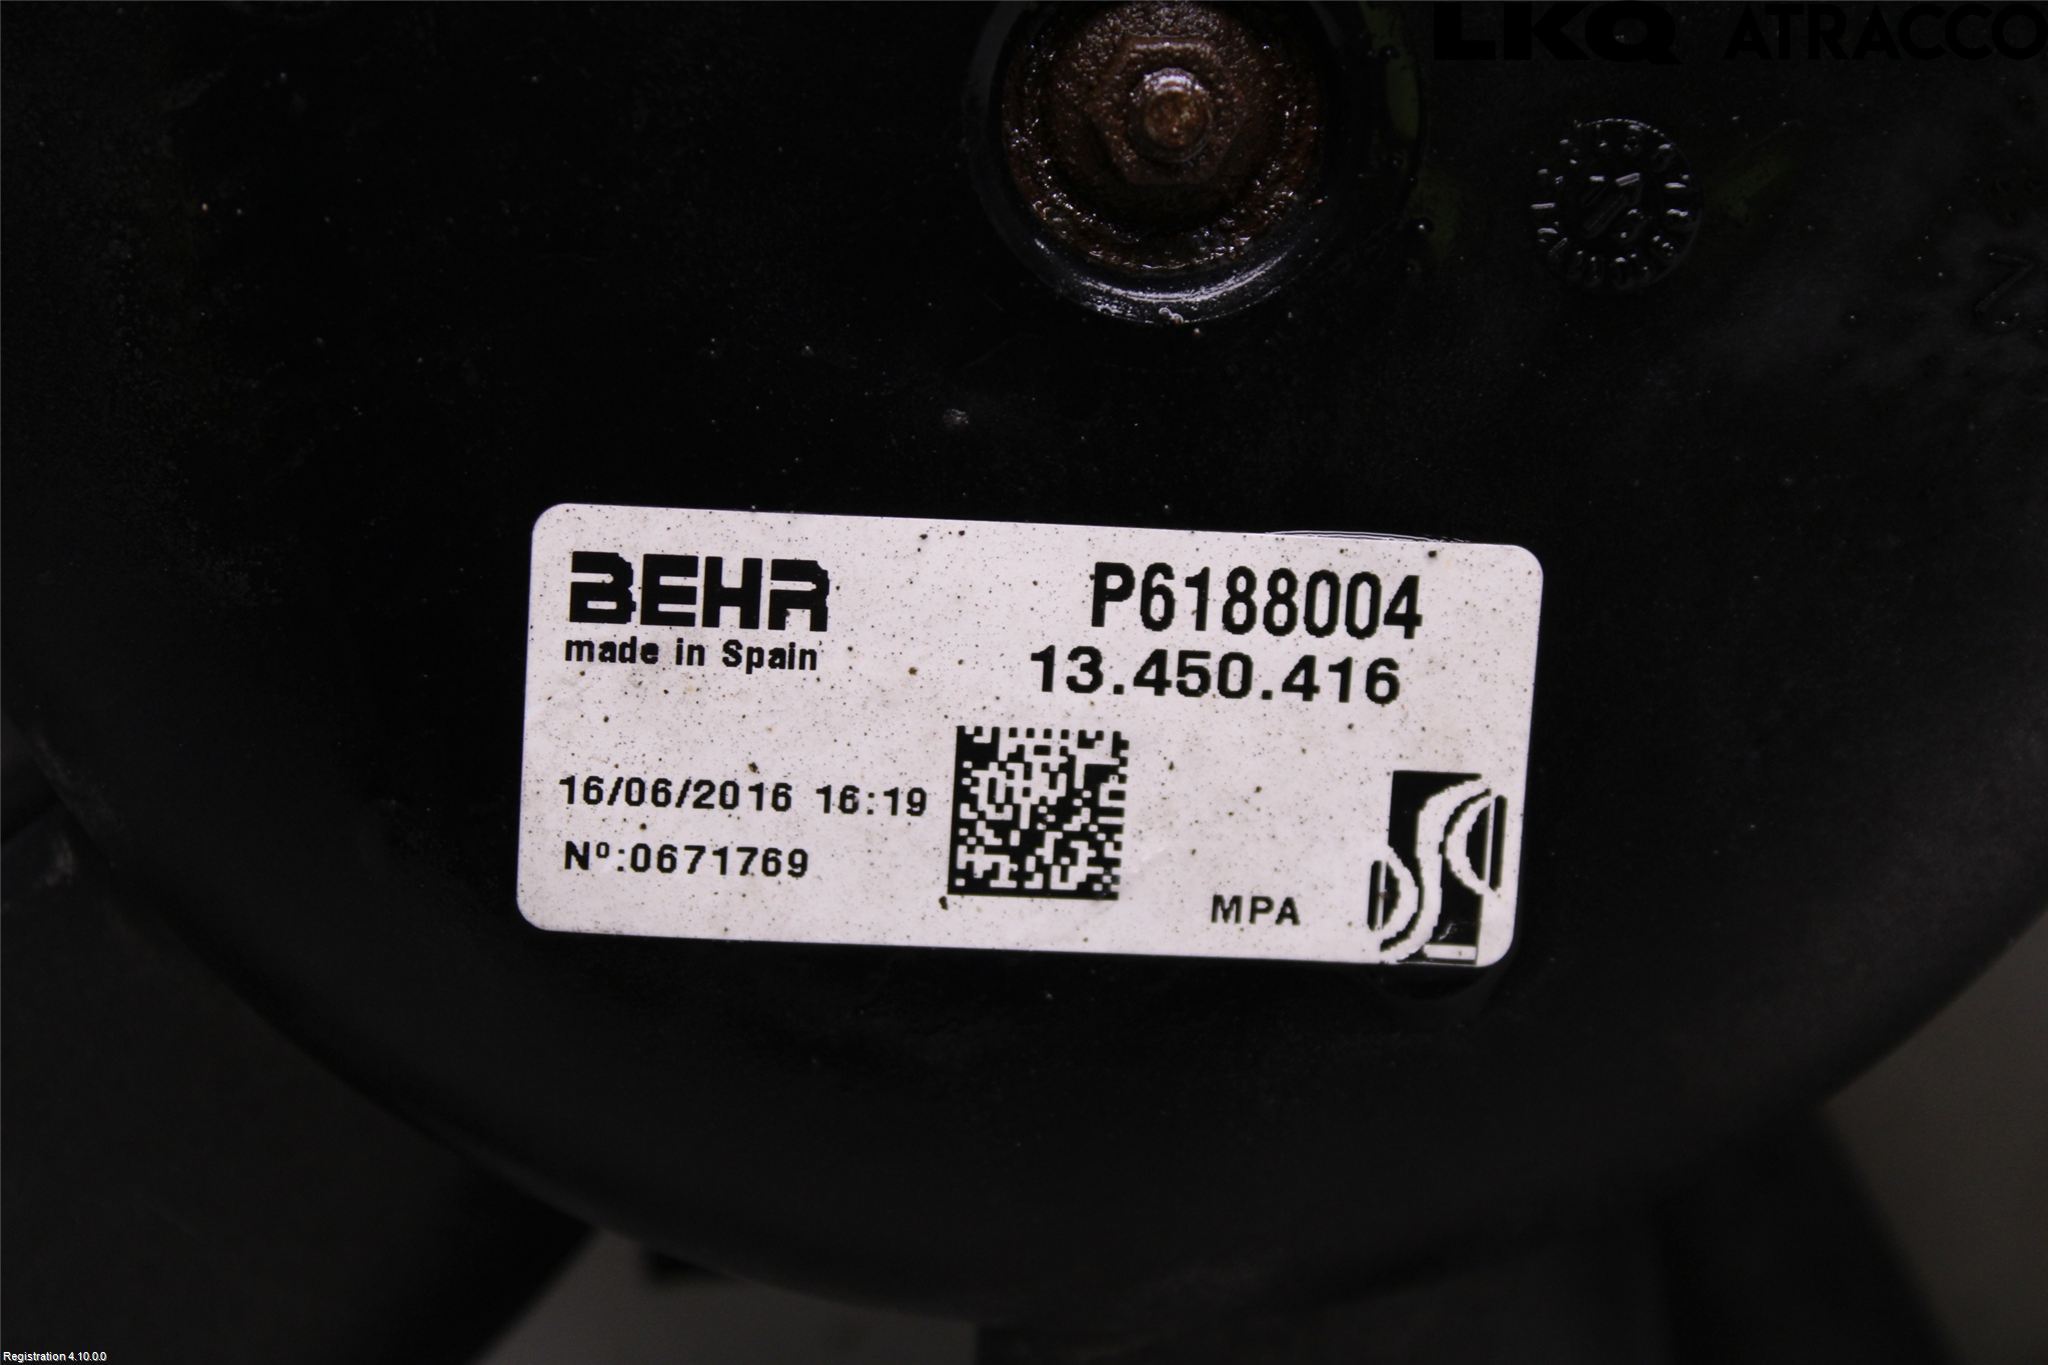 LKQ ATRACCO
BEHR
made in Spain
P6188004
13.450.416
16/06/2016 16:19
Nº:0671769
MPA
Registration 4.10.0.0